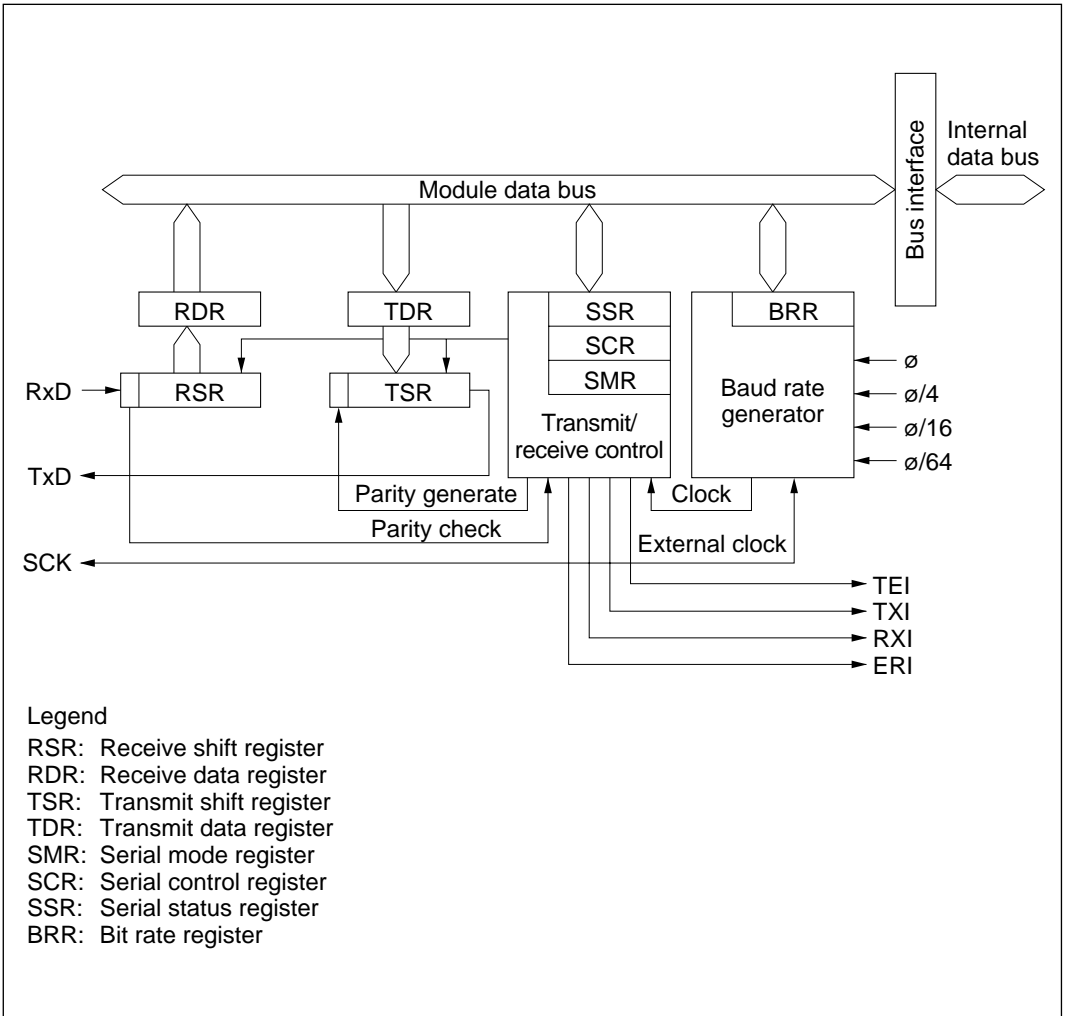 Internal
data bus
Bus interface
Module data bus
RDR
TDR
SSR
BRR
SCR
SMR
RxD
RSR
TSR
Baud rate
generator
ø
ø/4
ø/16
ø/64
Transmit/
receive control
TxD
Parity generate
Clock
Parity check
External clock
SCK
TEI
TXI
RXI
ERI
Legend
RSR: Receive shift register
RDR: Receive data register
TSR: Transmit shift register
TDR: Transmit data register
SMR: Serial mode register
SCR: Serial control register
SSR: Serial status register
BRR: Bit rate register